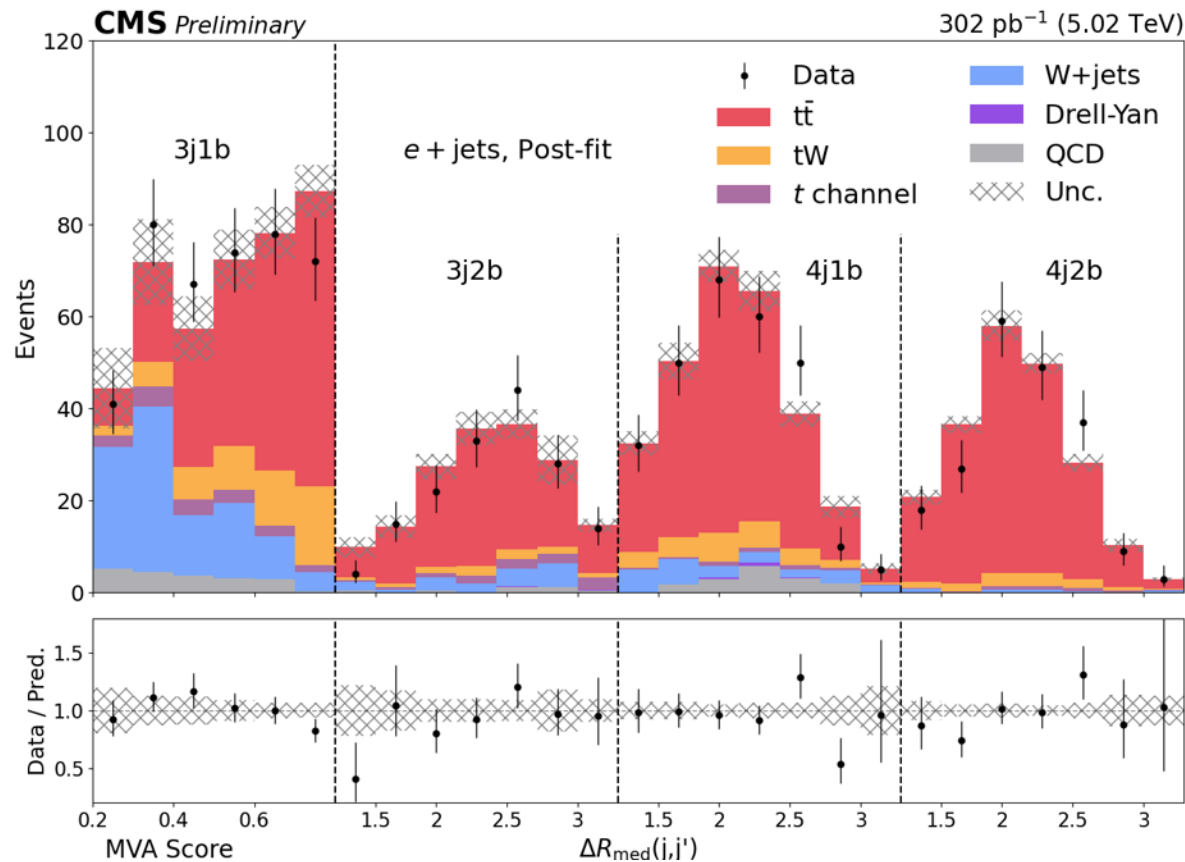 CMS Preliminary 302 pb⁻¹ (5.02 TeV)
120
100
80
60
40
20
0
Events
Data
tt̄
tW
t channel
W+jets
Drell-Yan
QCD
Unc.
3j1b
e + jets, Post-fit
3j2b
4j1b
4j2b
1.5
1.0
0.5
Data / Pred.
0.2 0.4 0.6 1.5 2 2.5 3 1.5 2 2.5 3 1.5 2 2.5 3
MVA Score ΔR_med(j,j')